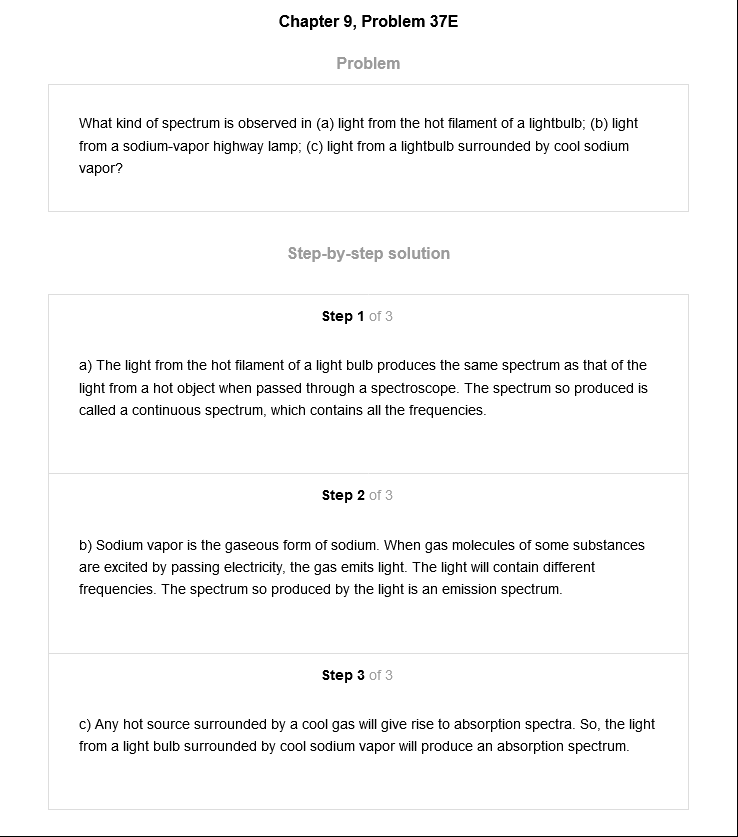 Chapter 9, Problem 37E
Problem
What kind of spectrum is observed in (a) light from the hot filament of a lightbulb; (b) light
from a sodium-vapor highway lamp; (c) light from a lightbulb surrounded by cool sodium
vapor?
Step-by-step solution
Step 1 of 3
a) The light from the hot filament of a light bulb produces the same spectrum as that of the
light from a hot object when passed through a spectroscope. The spectrum so produced is
called a continuous spectrum, which contains all the frequencies.
Step 2 of 3
b) Sodium vapor is the gaseous form of sodium. When gas molecules of some substances
are excited by passing electricity, the gas emits light. The light will contain different
frequencies. The spectrum so produced by the light is an emission spectrum.
Step 3 of 3
c) Any hot source surrounded by a cool gas will give rise to absorption spectra. So, the light
from a light bulb surrounded by cool sodium vapor will produce an absorption spectrum.